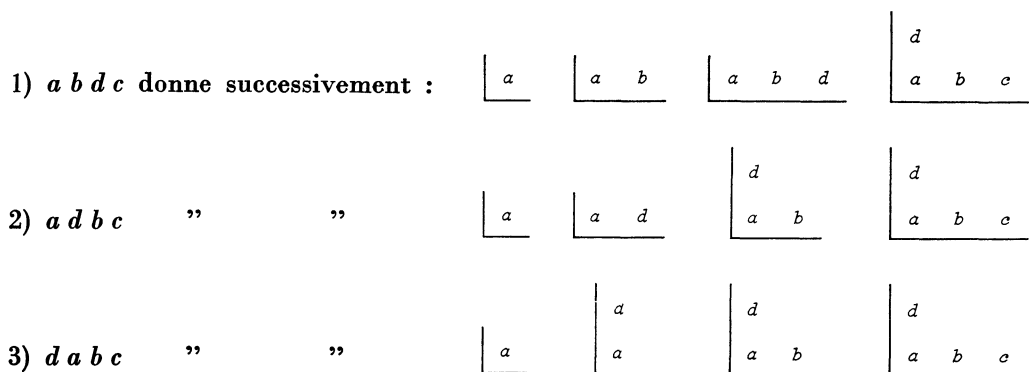 d
1) a b d c donne successivement : a a b a b d a b c
d d
2) a d b c " " a a d a b a b c
d d d
3) d a b c " " a a a b a b c